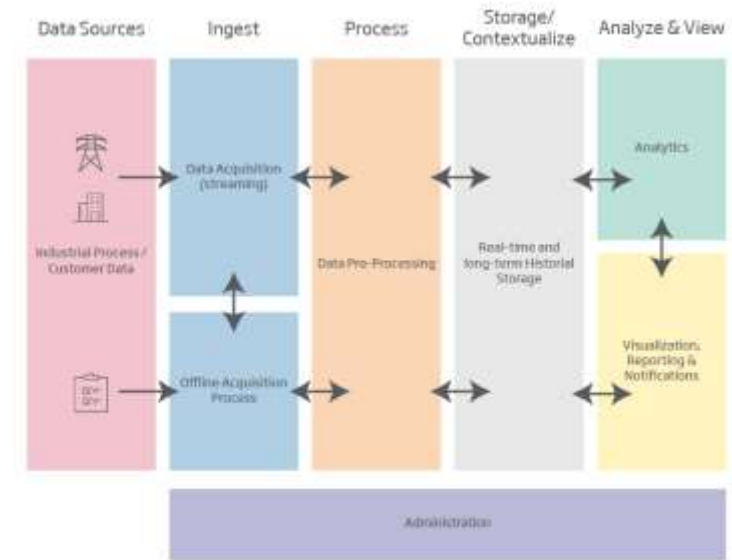 Data Sources
Ingest
Process
Storage/
Contextualize
Analyze & View
Industrial Process /
Customer Data
Data Acquisition
(streaming)
Offline Acquisition
Process
Data Pre-Processing
Real-time and
long-term Historial
Storage
Analytics
Visualization,
Reporting &
Notifications
Administration